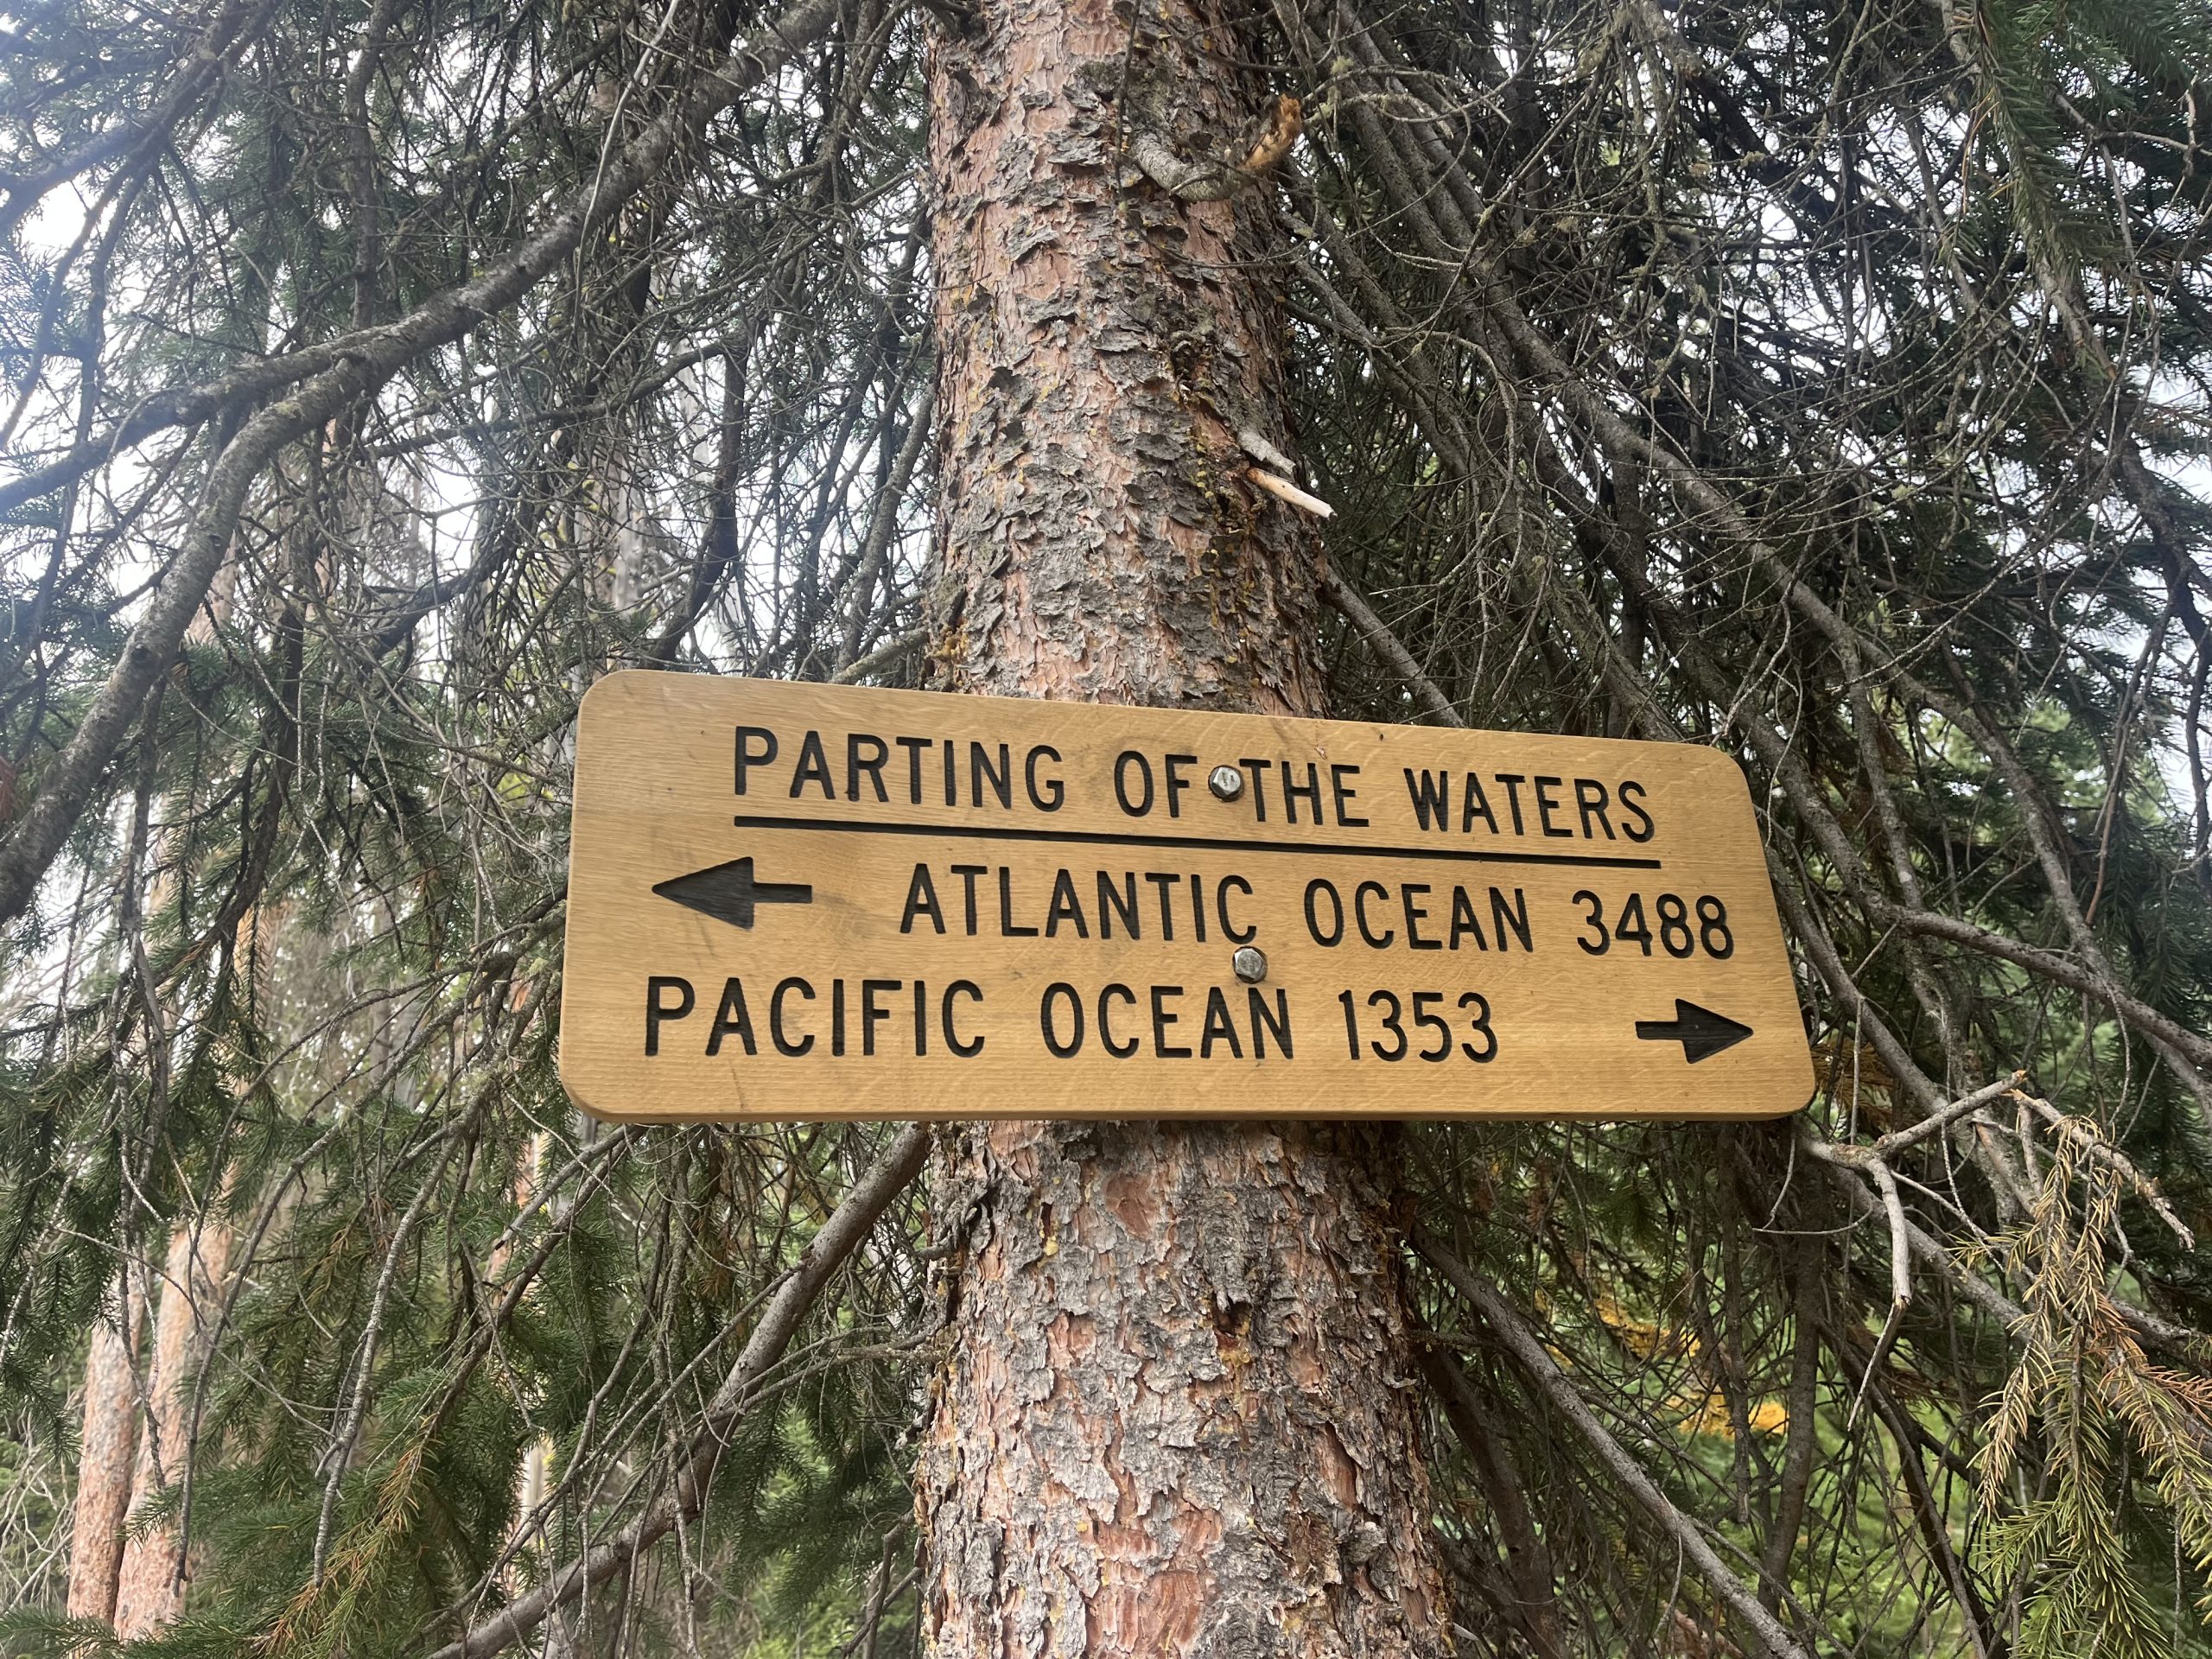 PARTING OF THE WATERS
ATLANTIC OCEAN 3488
PACIFIC OCEAN 1353